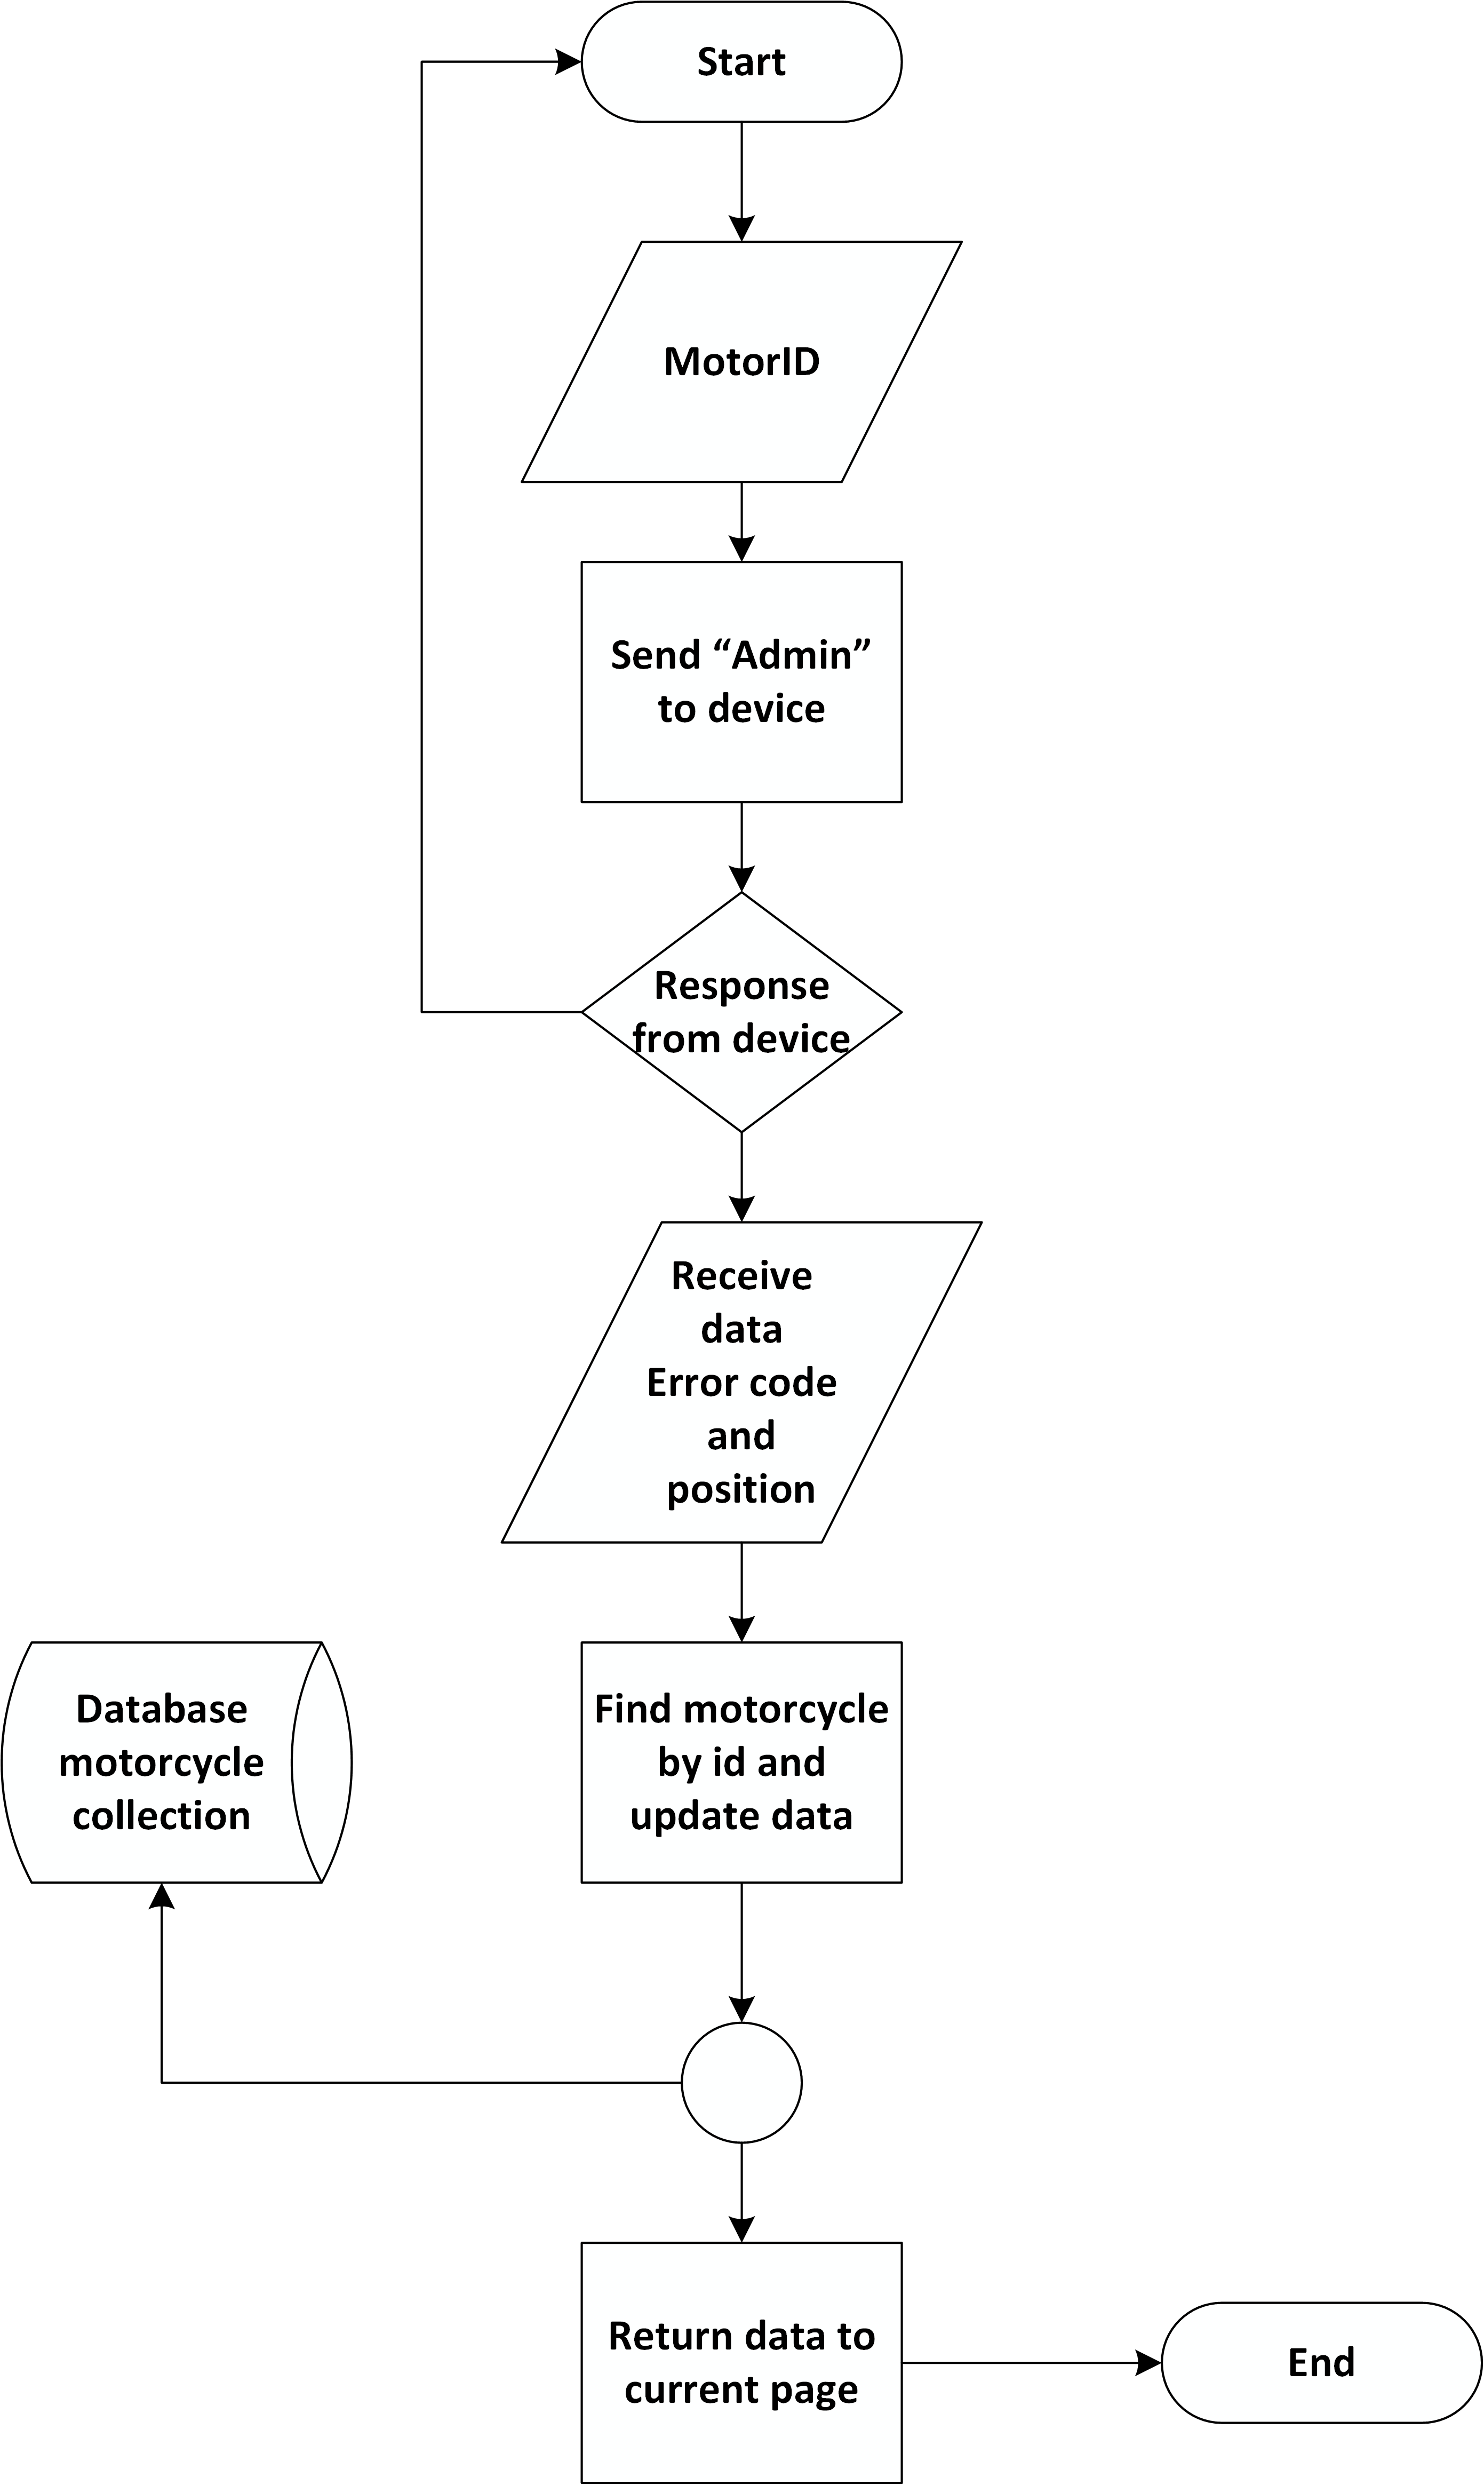 Start
MotorID
Send “Admin”
to device
Response
from device
Receive
data
Error code
and
position
Database
motorcycle
collection
Find motorcycle
by id and
update data
Return data to
current page
End